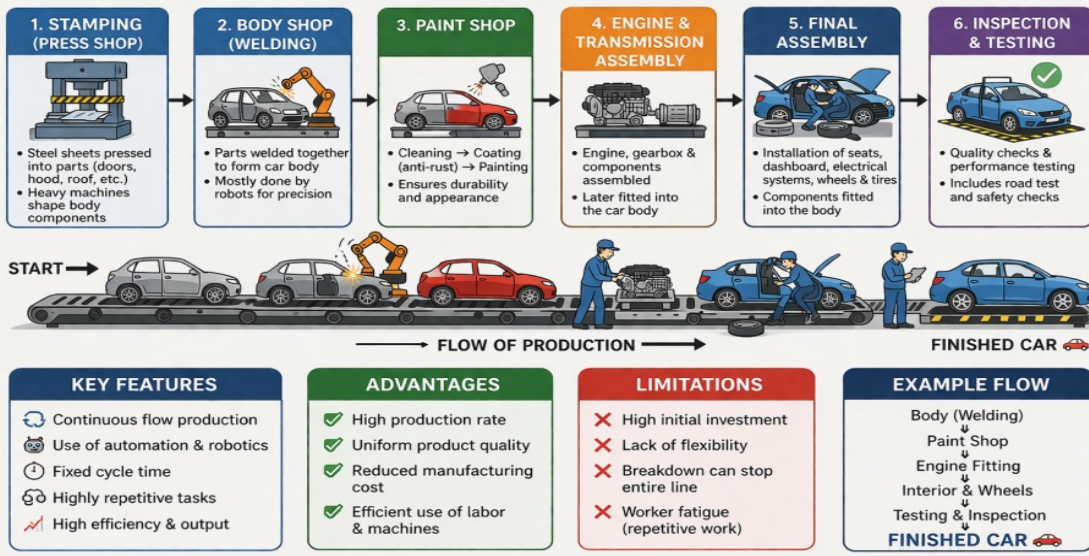 1. STAMPING
(PRESS SHOP)
• Steel sheets pressed
into parts (doors,
hood, roof, etc.)
• Heavy machines
shape body
components
2. BODY SHOP
(WELDING)
• Parts welded together
to form car body
• Mostly done by
robots for precision
3. PAINT SHOP
• Cleaning → Coating
(anti-rust) → Painting
• Ensures durability
and appearance
4. ENGINE &
TRANSMISSION
ASSEMBLY
• Engine, gearbox &
components
assembled
• Later fitted into
the car body
5. FINAL
ASSEMBLY
• Installation of seats,
dashboard, electrical
systems, wheels & tires
• Components fitted
into the body
6. INSPECTION
& TESTING
• Quality checks &
performance testing
• Includes road test
and safety checks
START
FLOW OF PRODUCTION
FINISHED CAR
KEY FEATURES
Continuous flow production
Use of automation & robotics
Fixed cycle time
Highly repetitive tasks
High efficiency & output
ADVANTAGES
High production rate
Uniform product quality
Reduced manufacturing
cost
Efficient use of labor
& machines
LIMITATIONS
High initial investment
Lack of flexibility
Breakdown can stop
entire line
Worker fatigue
(repetitive work)
EXAMPLE FLOW
Body (Welding)
Paint Shop
Engine Fitting
Interior & Wheels
Testing & Inspection
FINISHED CAR